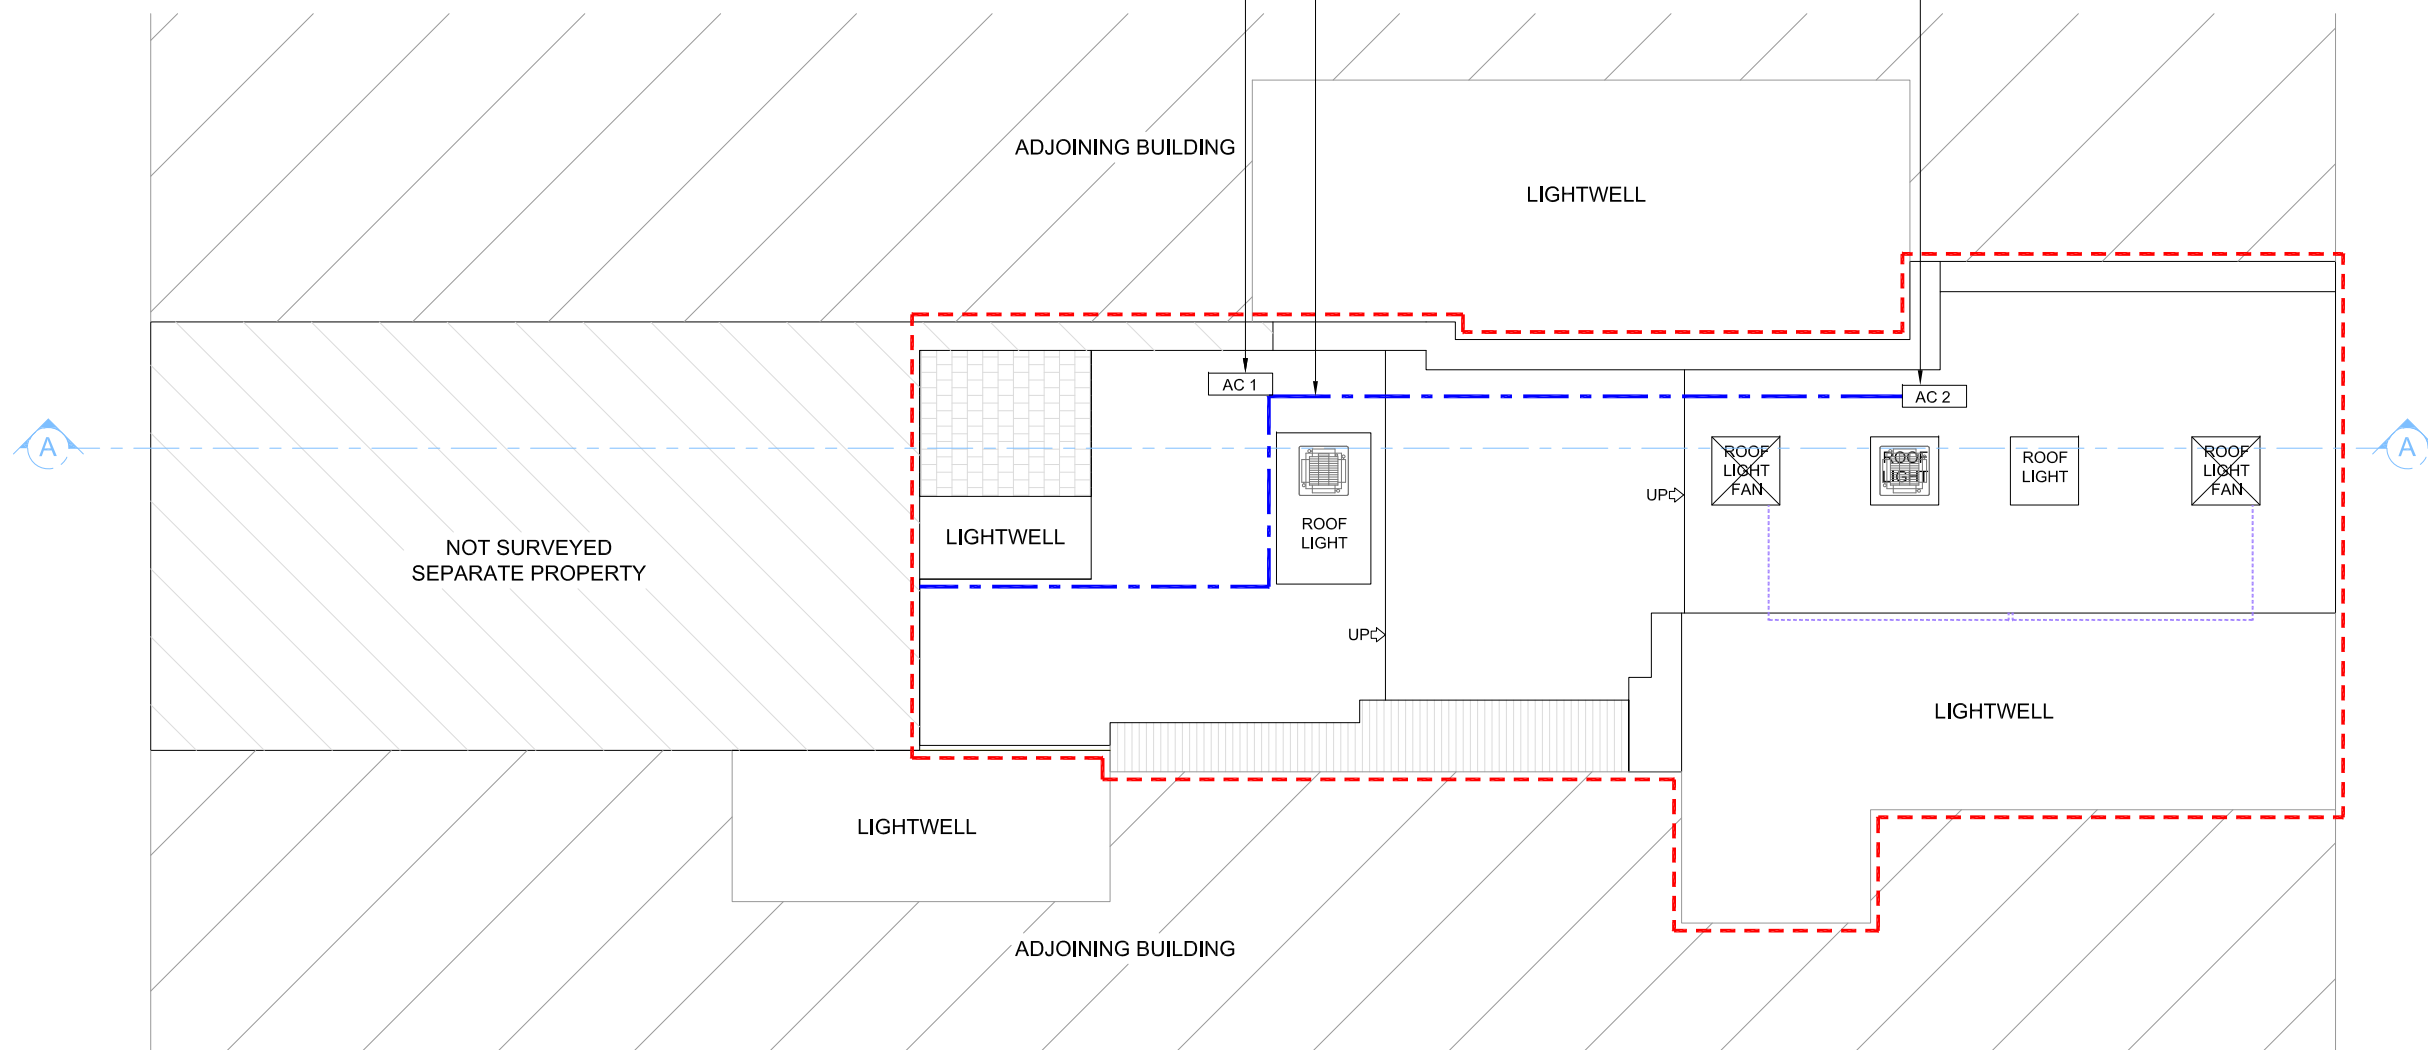 ADJOINING BUILDING
LIGHTWELL
AC 1
AC 2
A
A
ROOF
LIGHT
FAN
ROOF
LIGHT
ROOF
LIGHT
ROOF
LIGHT
FAN
UP
ROOF
LIGHT
LIGHTWELL
NOT SURVEYED
SEPARATE PROPERTY
UP
LIGHTWELL
LIGHTWELL
ADJOINING BUILDING